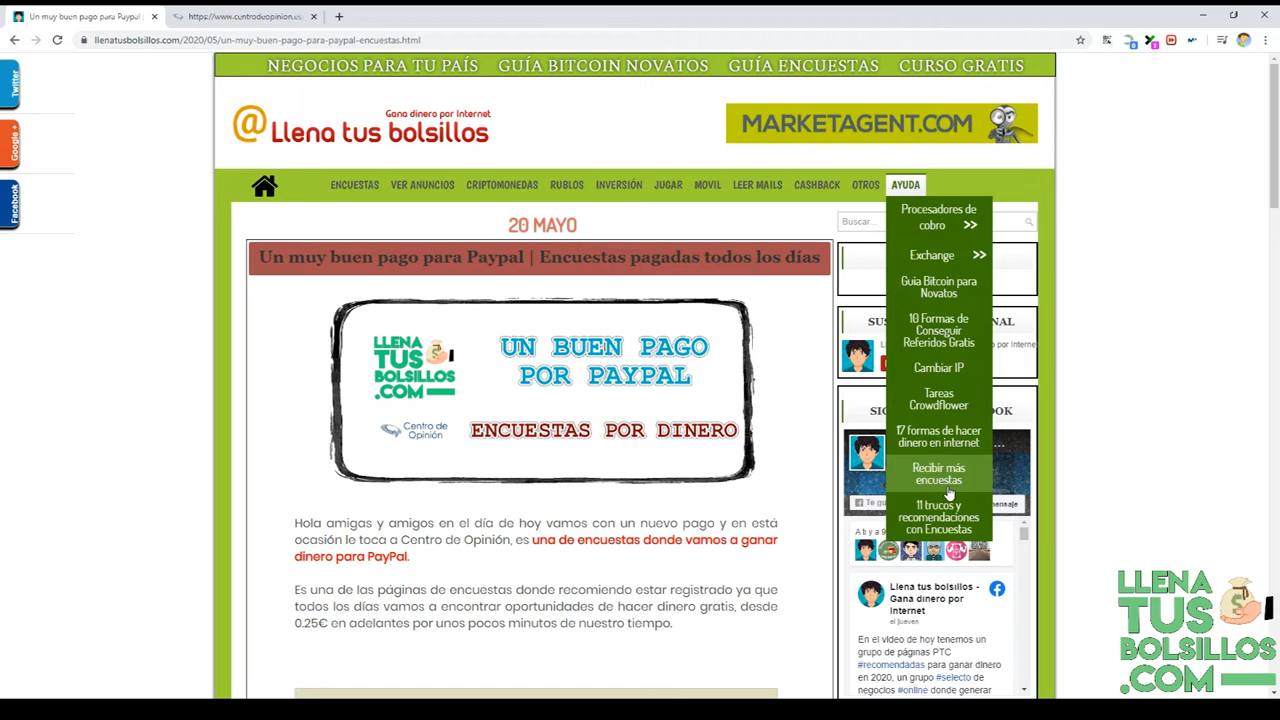 Un muy buen pago para Paypal |
https://www.centrodeopinion.es
llenatusbolsillos.com/2020/05/un-muy-buen-pago-para-paypal-encuestas.html
Twitter
Google +
Facebook
NEGOCIOS PARA TU PAÍS GUÍA BITCOIN NOVATOS GUÍA ENCUESTAS CURSO GRATIS
Gana dinero por Internet
@Llena tus bolsillos
MARKETAGENT.COM
ENCUESTAS VER ANUNCIOS CRIPTOMONEDAS RUBLOS INVERSIÓN JUGAR MOVIL LEER MAILS CASHBACK OTROS AYUDA
Procesadores de
cobro >>
Exchange >>
Guia Bitcoin para
Novatos
10 Formas de
Conseguir
Referidos Gratis
Cambiar IP
Tareas
Crowdflower
17 formas de hacer
dinero en internet
Recibir más
encuestas
11 trucos y
recomendaciones
con Encuestas
Buscar...
20 MAYO
Un muy buen pago para Paypal | Encuestas pagadas todos los días
LLENA
TUS
BOLSILLOS
.COM
UN BUEN PAGO
POR PAYPAL
Centro de
Opinión
ENCUESTAS POR DINERO
Hola amigas y amigos en el día de hoy vamos con un nuevo pago y en está
ocasión le toca a Centro de Opinión, es una de encuestas donde vamos a ganar
dinero para PayPal.
Es una de las páginas de encuestas donde recomiendo estar registrado ya que
todos los días vamos a encontrar oportunidades de hacer dinero gratis, desde
0.25€ en adelantes por unos pocos minutos de nuestro tiempo.
Llena tus bolsillos -
Gana dinero por
Internet
el jueves
En el video de hoy tenemos un
grupo de páginas PTC
#recomendadas para ganar dinero
en 2020, un grupo #selecto de
negocios #online donde generar
LLENA
TUS
BOLSILLOS
.COM